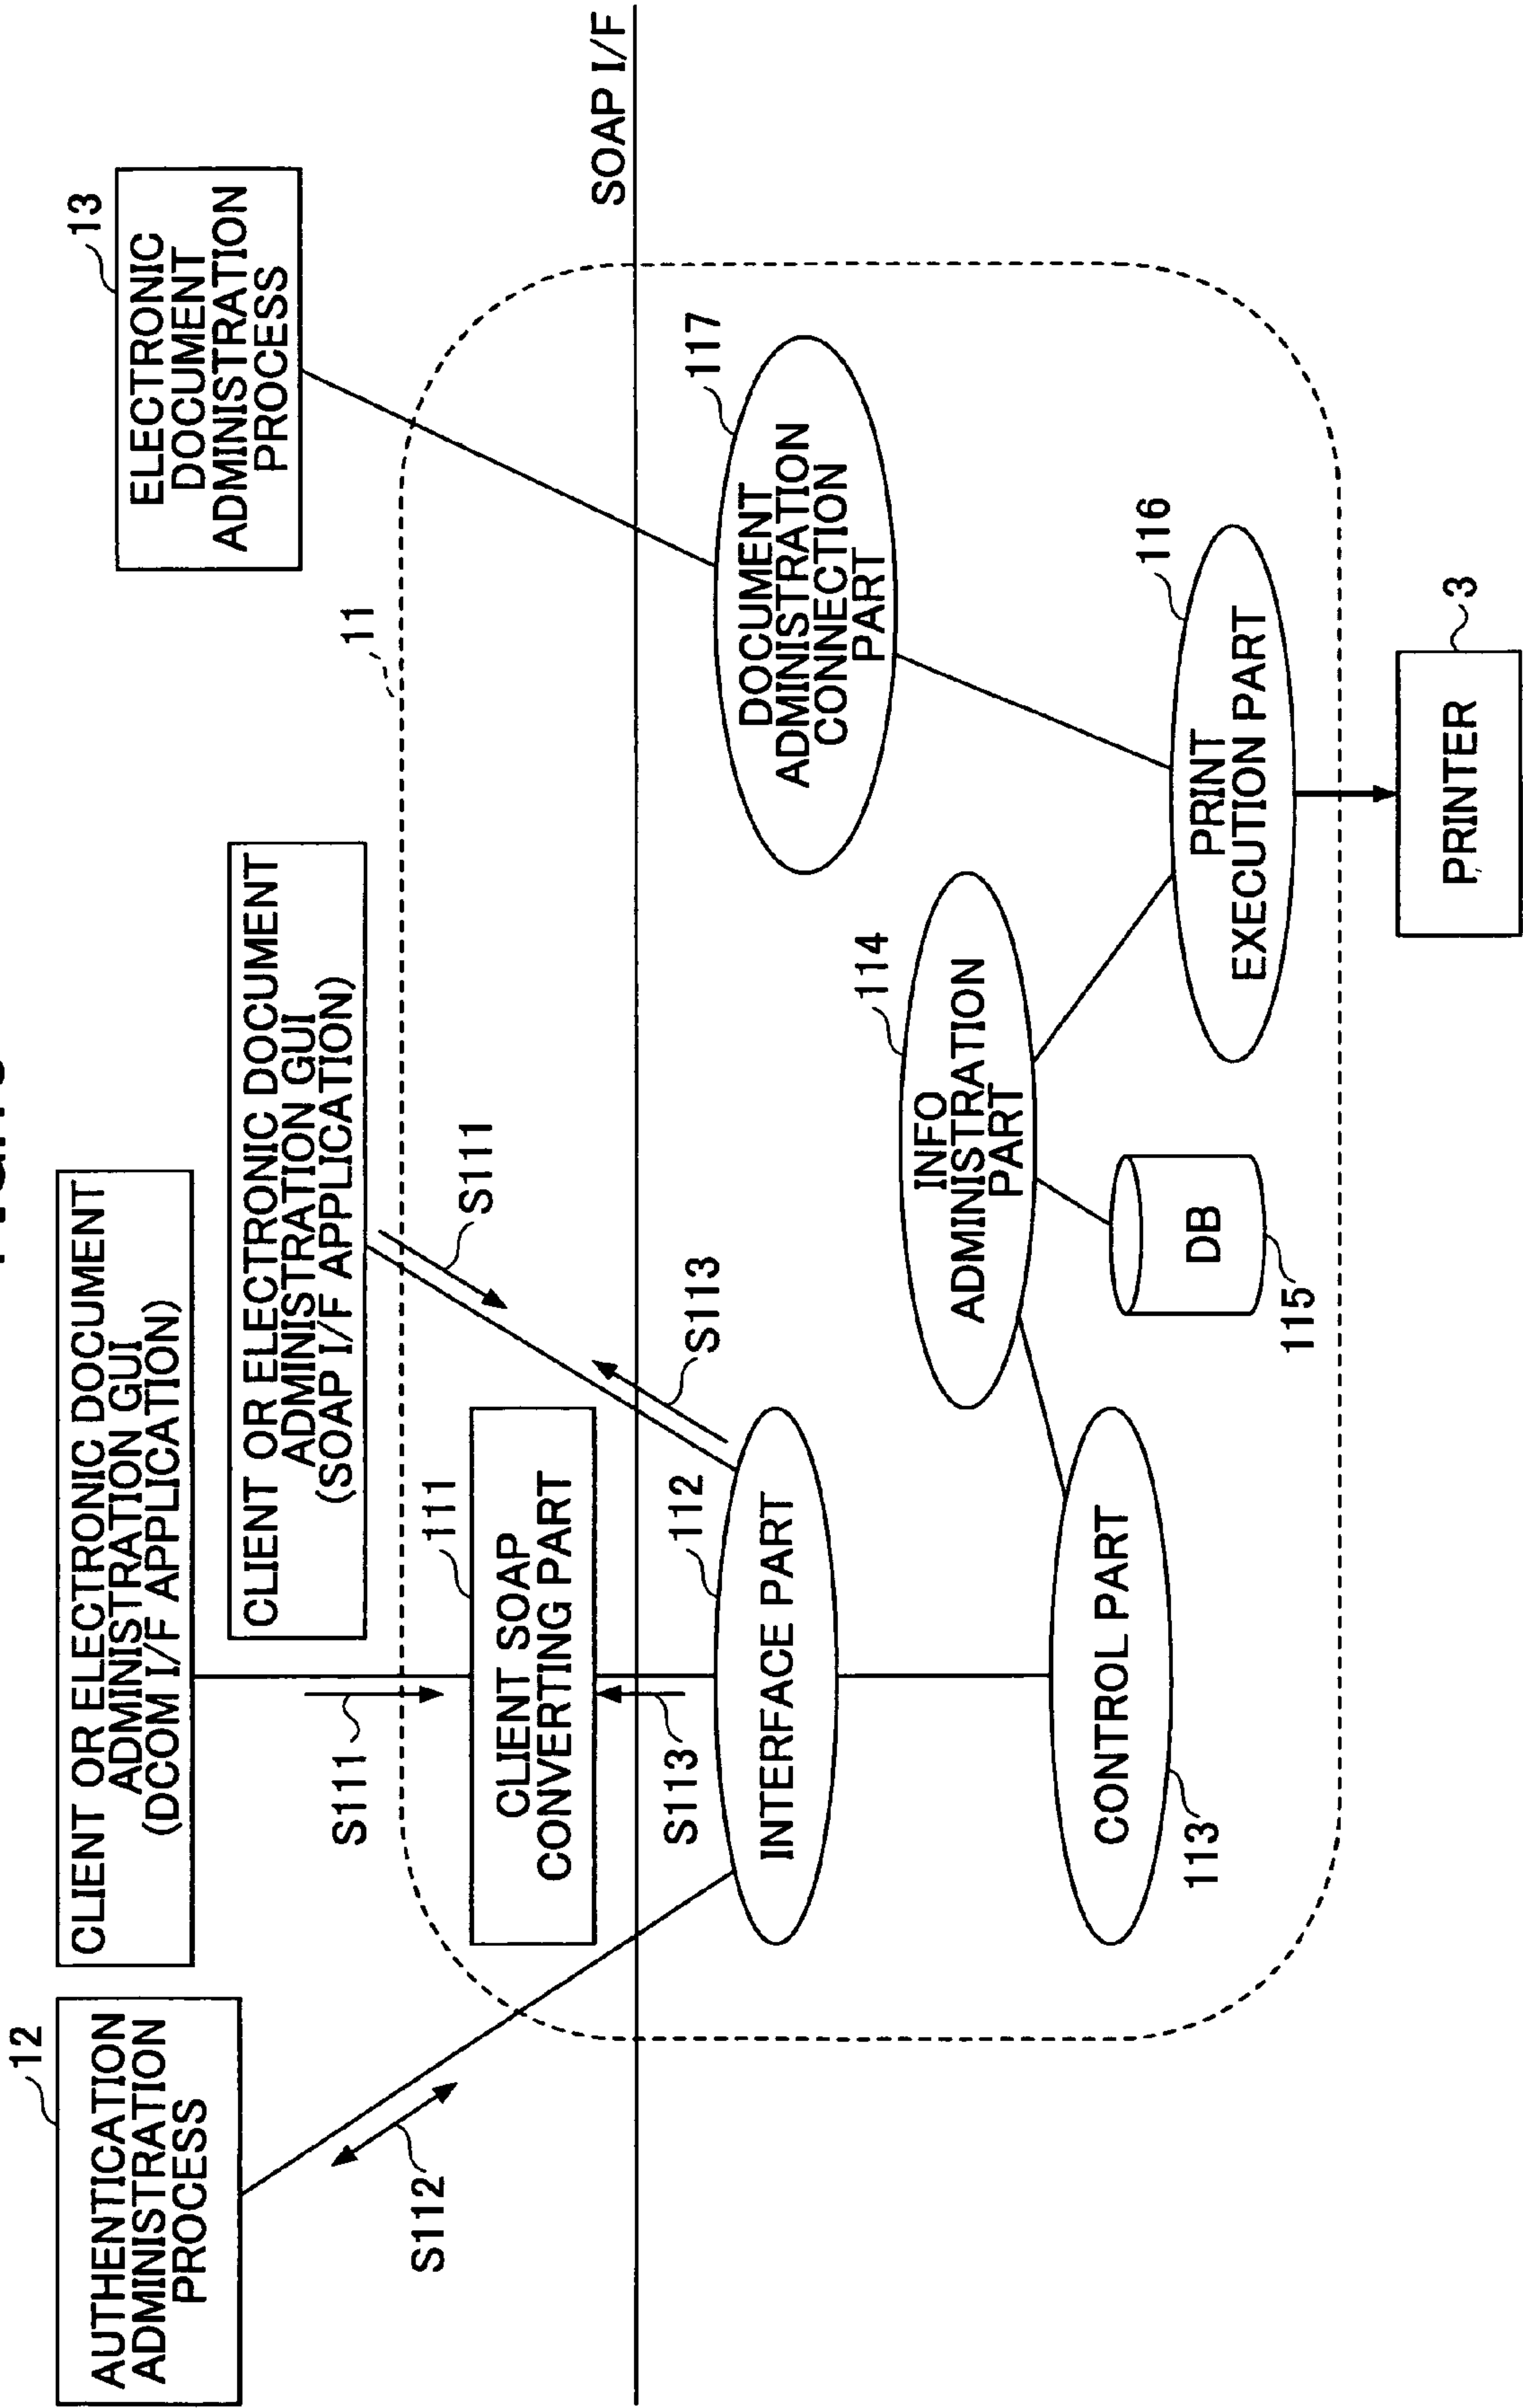 12
AUTHENTICATION
ADMINISTRATION
PROCESS
CLIENT OR ELECTRONIC DOCUMENT
ADMINISTRATION GUI
(DCOM I/F APPLICATION)
CLIENT OR ELECTRONIC DOCUMENT
ADMINISTRATION GUI
(SOAP I/F APPLICATION)
13
ELECTRONIC
DOCUMENT
ADMINISTRATION
PROCESS
11
S112
S111
111
S111
CLIENT SOAP
CONVERTING PART
SOAP I/F
S113
S113
112
INTERFACE PART
117
DOCUMENT
ADMINISTRATION
CONNECTION
PART
114
INFO
ADMINISTRATION
PART
113
CONTROL PART
DB
115
116
PRINT
EXECUTION PART
3
PRINTER